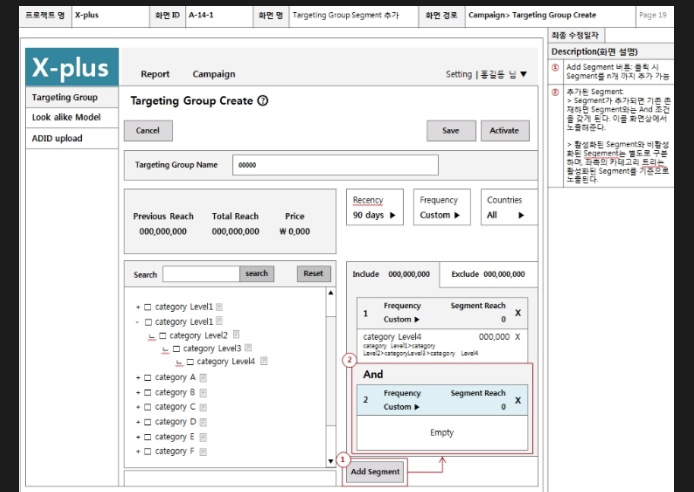 프로젝트 명 X-plus 화면 ID A-14-1 화면 명 Targeting Group Segment 추가 화면 경로 Campaign> Targeting Group Create Page 19
최종 수정일자
Description(화면 설명)
X-plus
Report Campaign
Setting | 홍길동 님 ▼
① Add Segment 버튼: 클릭 시
Segment를 n개 까지 추가 가능
② 추가된 Segment:
> Segment가 추가되면 기존 존
재하던 Segment와는 And 조건
을 갖게 된다. 이를 화면상에서
노출해준다.
> 활성화된 Segment와 비활성
화된 Segement는 별도로 구분
하며, 좌측의 카테고리 트리는
활성화된 Segment를 기준으로
노출된다.
Targeting Group
Look alike Model
ADID upload
Targeting Group Create ?
Cancel Save Activate
Targeting Group Name 00000
Previous Reach Total Reach Price
000,000,000 000,000,000 ₩ 0,000
Recency Frequency Countries
90 days ▶ Custom ▶ All ▶
Search search Reset
+ category Level1
- category Level1
ㄴ category Level2
ㄴ category Level3
ㄴ category Level4
+ category A
+ category B
+ category C
+ category D
+ category E
+ category F
Include 000,000,000 Exclude 000,000,000
1 Frequency Segment Reach X
Custom ▶ 0
category Level4 000,000 X
category Level1>category
Level2>categoryLevel3>category Level4
②
And
2 Frequency Segment Reach X
Custom ▶ 0
Empty
①
Add Segment